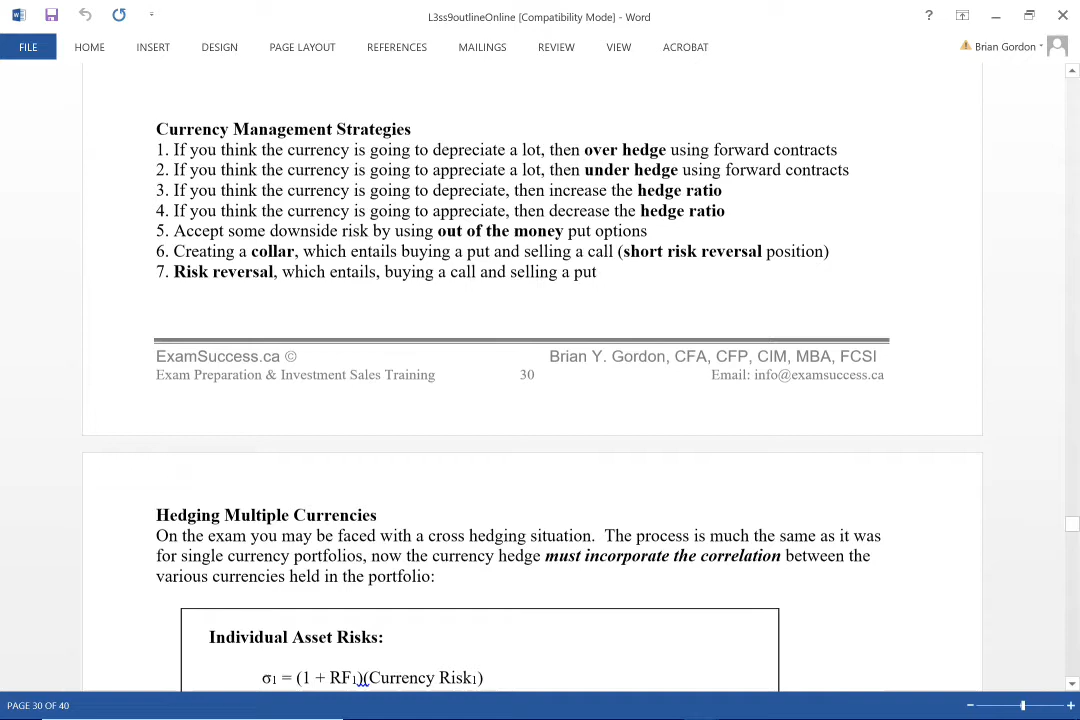 L3ss9outlineOnline [Compatibility Mode] - Word
?
FILE HOME INSERT DESIGN PAGE LAYOUT REFERENCES MAILINGS REVIEW VIEW ACROBAT Brian Gordon
Currency Management Strategies
1. If you think the currency is going to depreciate a lot, then over hedge using forward contracts
2. If you think the currency is going to appreciate a lot, then under hedge using forward contracts
3. If you think the currency is going to depreciate, then increase the hedge ratio
4. If you think the currency is going to appreciate, then decrease the hedge ratio
5. Accept some downside risk by using out of the money put options
6. Creating a collar, which entails buying a put and selling a call (short risk reversal position)
7. Risk reversal, which entails, buying a call and selling a put
ExamSuccess.ca © Brian Y. Gordon, CFA, CFP, CIM, MBA, FCSI
Exam Preparation & Investment Sales Training 30 Email: info@examsuccess.ca
Hedging Multiple Currencies
On the exam you may be faced with a cross hedging situation. The process is much the same as it was
for single currency portfolios, now the currency hedge must incorporate the correlation between the
various currencies held in the portfolio:
Individual Asset Risks:
σ1 = (1 + RF1)(Currency Risk1)
PAGE 30 OF 40